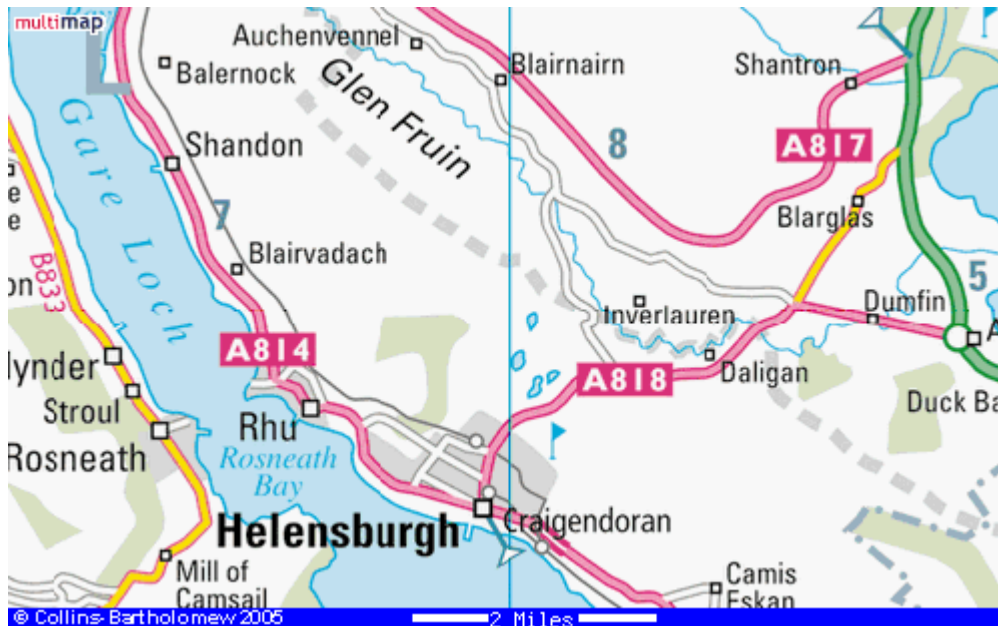 multimap
Auchenvennel
Balernock
Blairnairn
Shantron
Glen Fruin
Gare Loch
Shandon
8
A817
7
Blarglas
Blairvadach
B833
5
Inverlauren
Dumfin
A814
A818
Daligan
Stroul
Rhu
Duck Ba
Rosneath
Rosneath
Bay
Helensburgh
Craigendoran
Mill of
Camsail
Camis
Eskan
© Collins-Bartholomew 2005
2 Miles